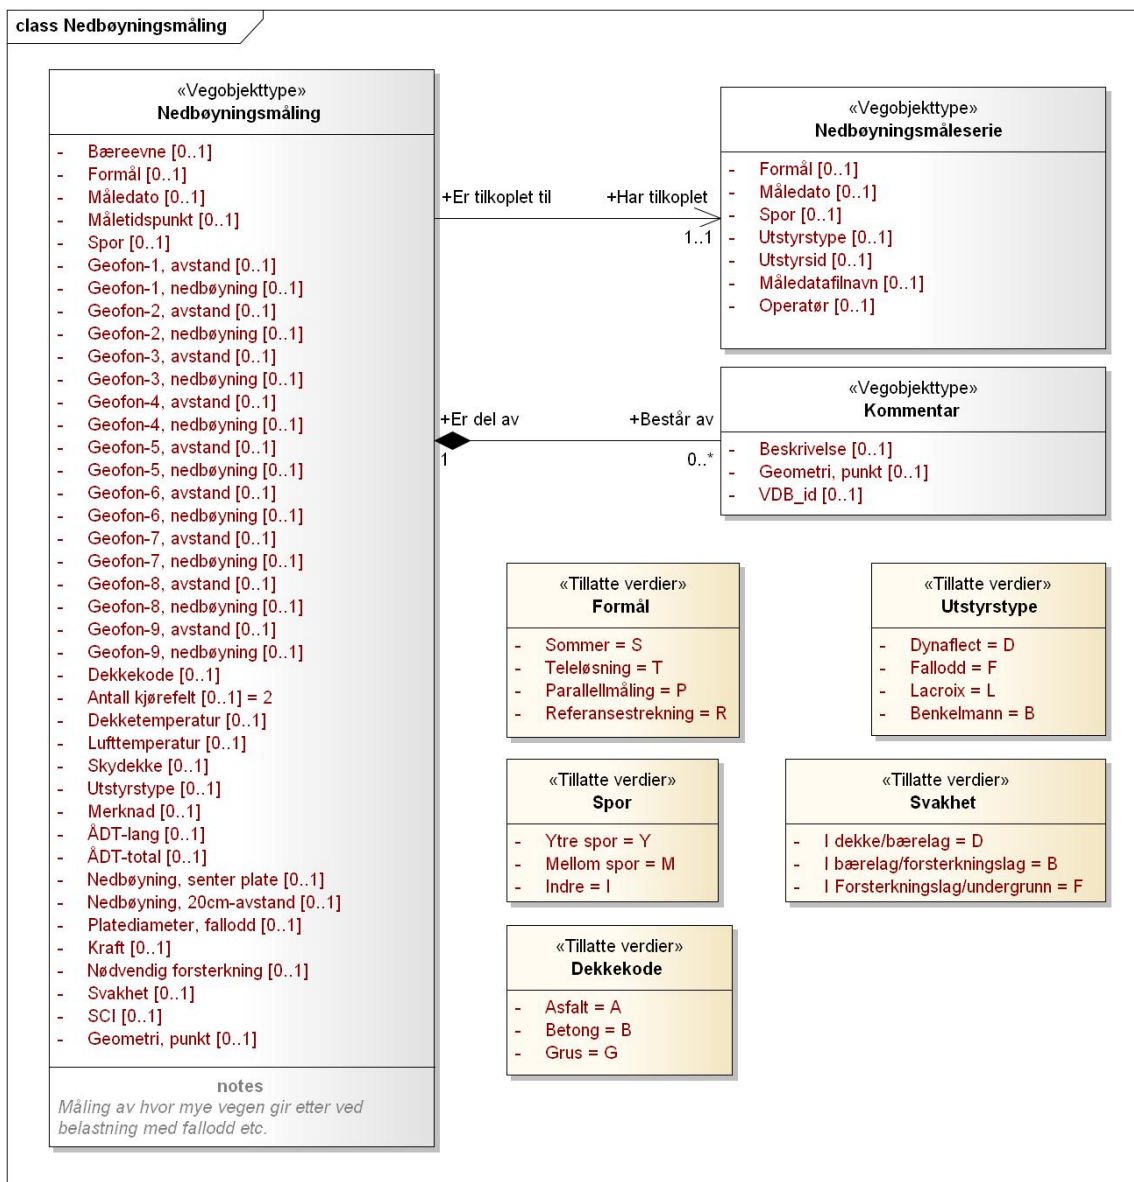 class Nedbøyningsmåling
«Vegobjekttype»
Nedbøyningsmåling
- Bæreevne [0..1]
- Formål [0..1]
- Måledato [0..1]
- Måletidspunkt [0..1]
- Spor [0..1]
- Geofon-1, avstand [0..1]
- Geofon-1, nedbøyning [0..1]
- Geofon-2, avstand [0..1]
- Geofon-2, nedbøyning [0..1]
- Geofon-3, avstand [0..1]
- Geofon-3, nedbøyning [0..1]
- Geofon-4, avstand [0..1]
- Geofon-4, nedbøyning [0..1]
- Geofon-5, avstand [0..1]
- Geofon-5, nedbøyning [0..1]
- Geofon-6, avstand [0..1]
- Geofon-6, nedbøyning [0..1]
- Geofon-7, avstand [0..1]
- Geofon-7, nedbøyning [0..1]
- Geofon-8, avstand [0..1]
- Geofon-8, nedbøyning [0..1]
- Geofon-9, avstand [0..1]
- Geofon-9, nedbøyning [0..1]
- Dekkekode [0..1]
- Antall kjørefelt [0..1] = 2
- Dekketemperatur [0..1]
- Lufttemperatur [0..1]
- Skydekke [0..1]
- Utstyrstype [0..1]
- Merknad [0..1]
- ÅDT-lang [0..1]
- ÅDT-total [0..1]
- Nedbøyning, senter plate [0..1]
- Nedbøyning, 20cm-avstand [0..1]
- Platediameter, fallodd [0..1]
- Kraft [0..1]
- Nødvendig forsterkning [0..1]
- Svakhet [0..1]
- SCI [0..1]
- Geometri, punkt [0..1]
notes
Måling av hvor mye vegen gir etter ved
belastning med fallodd etc.
+Er tilkoplet til
+Har tilkoplet
1..1
«Vegobjekttype»
Nedbøyningsmåleserie
- Formål [0..1]
- Måledato [0..1]
- Spor [0..1]
- Utstyrstype [0..1]
- Utstyrsid [0..1]
- Måledatafilnavn [0..1]
- Operatør [0..1]
+Er del av
1
+Består av
0..*
«Vegobjekttype»
Kommentar
- Beskrivelse [0..1]
- Geometri, punkt [0..1]
- VDB_id [0..1]
«Tillatte verdier»
Formål
- Sommer = S
- Teleløsning = T
- Parallellmåling = P
- Referansestrekning = R
«Tillatte verdier»
Utstyrstype
- Dynaflect = D
- Fallodd = F
- Lacroix = L
- Benkelmann = B
«Tillatte verdier»
Spor
- Ytre spor = Y
- Mellom spor = M
- Indre = I
«Tillatte verdier»
Svakhet
- I dekke/bærelag = D
- I bærelag/forsterkningslag = B
- I Forsterkningslag/undergrunn = F
«Tillatte verdier»
Dekkekode
- Asfalt = A
- Betong = B
- Grus = G